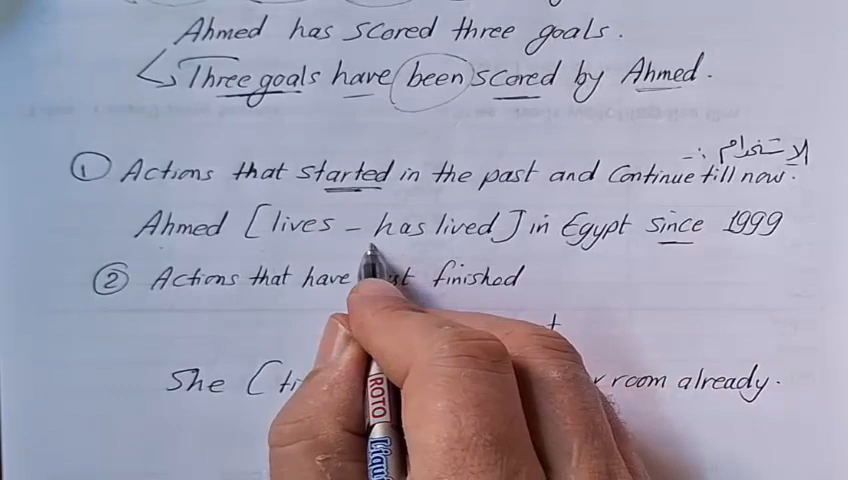 Ahmed has scored three goals.
Three goals have been scored by Ahmed.
الاستخدام :-
① Actions that started in the past and Continue till now.
Ahmed [lives - has lived] in Egypt since 1999
② Actions that have finished
She ( room already.
ROTO
Liqui